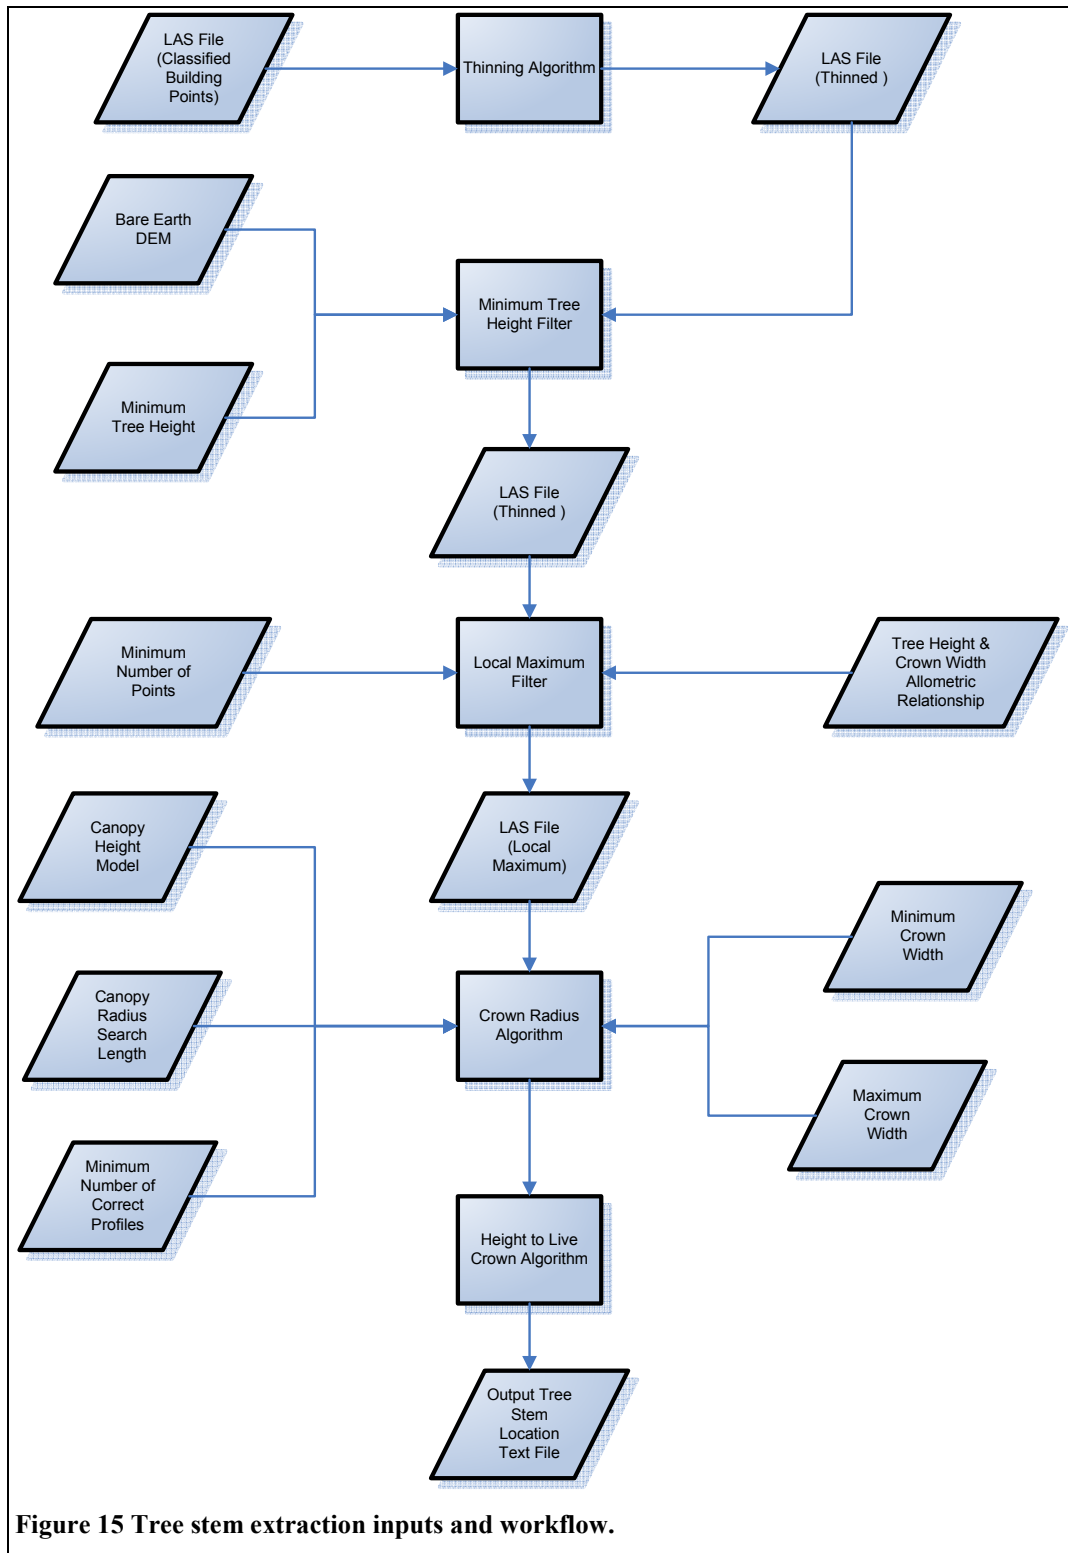 LAS File
(Classified
Building
Points)
Thinning Algorithm
LAS File
(Thinned )
Bare Earth
DEM
Minimum Tree
Height Filter
Minimum
Tree Height
LAS File
(Thinned )
Minimum
Number of
Points
Local Maximum
Filter
Tree Height &
Crown Width
Allometric
Relationship
Canopy
Height
Model
LAS File
(Local
Maximum)
Minimum
Crown
Width
Canopy
Radius
Search
Length
Crown Radius
Algorithm
Maximum
Crown
Width
Minimum
Number of
Correct
Profiles
Height to Live
Crown Algorithm
Output Tree
Stem
Location
Text File
Figure 15 Tree stem extraction inputs and workflow.